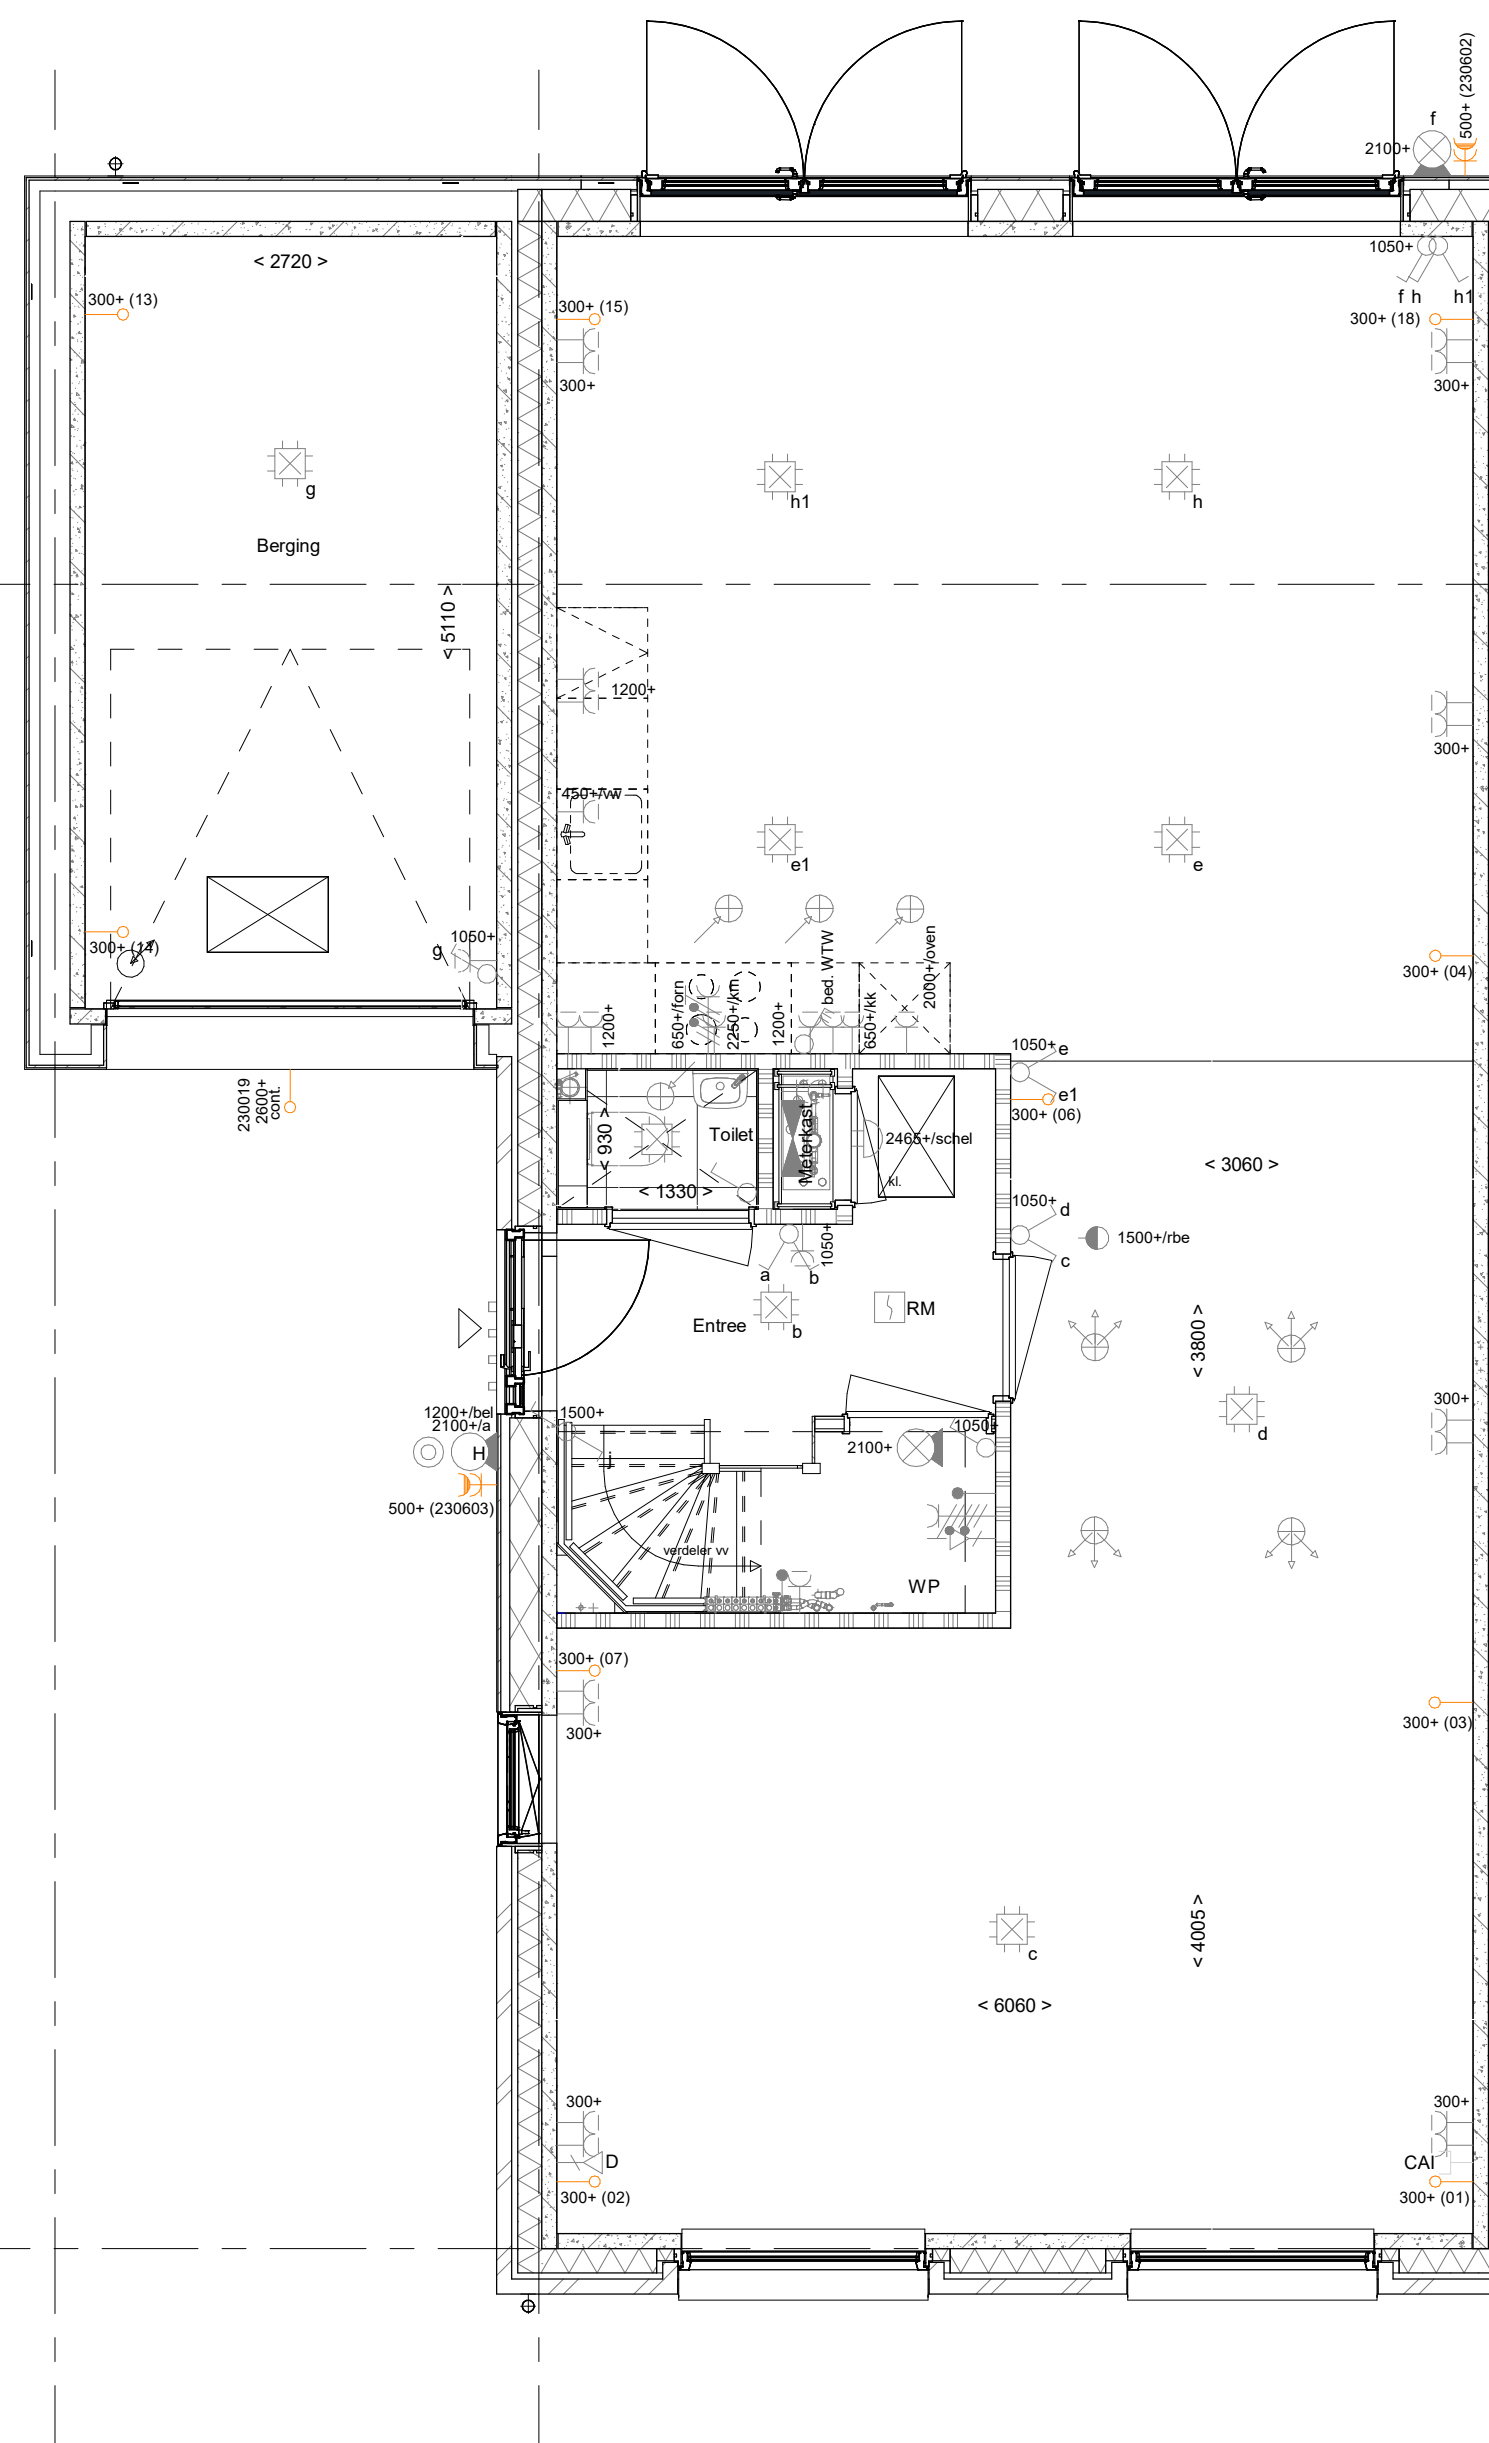 500+ (230602)
f
2100+
< 2720 >
1050+
f h
h1
300+ (13)
300+ (15)
300+ (18)
300+
300+
g
h1
h
Berging
< 5110 >
1200+
300+
450+/vw
e1
e
300+ (14)
g
1050+
1200+
650+/forn
2250+/km
1200+
bed. WTW
650+/kk
2000+/oven
300+ (04)
1050+
e
e1
300+ (06)
230019
2600+
cont.
< 930 >
Toilet
< 1330 >
Meterkast
2465+/schel
kl.
< 3060 >
1050+
d
c
1500+/rbe
1050+
a
b
Entree
b
RM
< 3800 >
1200+/bel
2100+/a
H
500+ (230603)
1500+
j
2100+
1050+
d
300+
verdeler vv
WP
300+ (07)
300+
300+ (03)
c
< 4005 >
< 6060 >
300+
D
300+ (02)
300+
CAI
300+ (01)